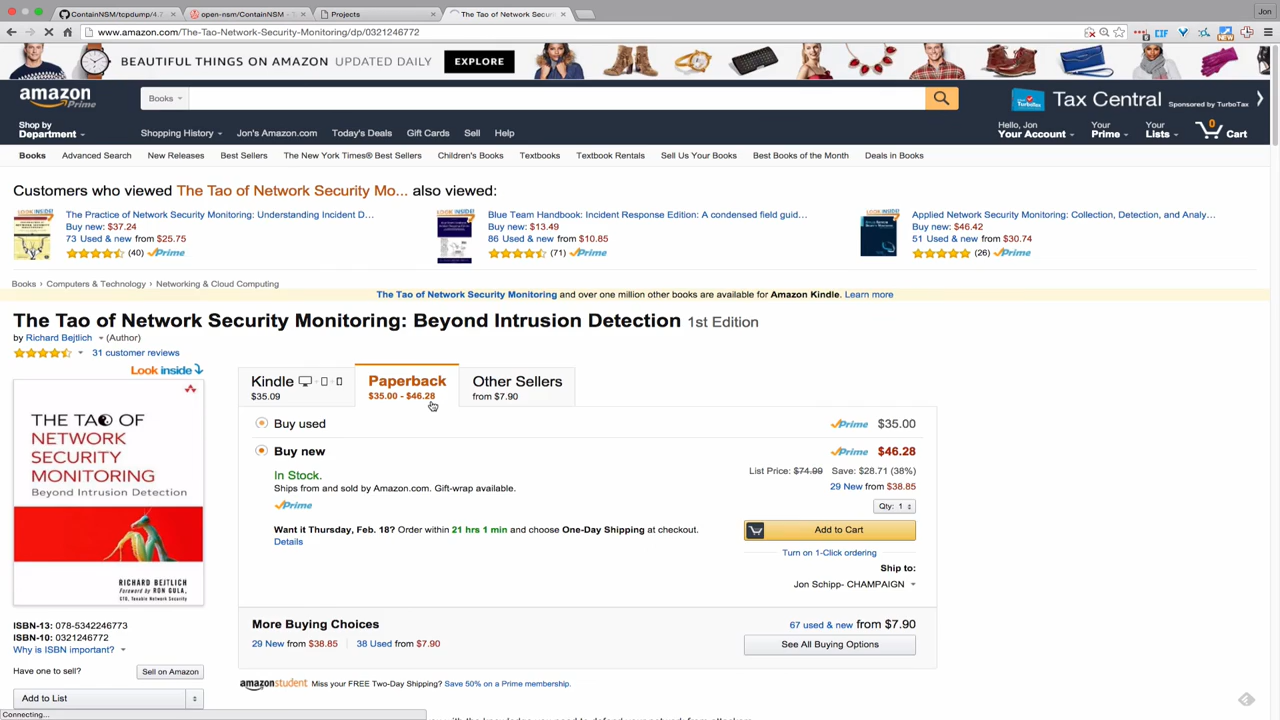 ContainNSM/tcpdump/4.7
open-nsm/ContainNSM - T
Projects
The Tao of Network Securi
Jon
www.amazon.com/The-Tao-Network-Security-Monitoring/dp/0321246772
CIF
NEW
BEAUTIFUL THINGS ON AMAZON UPDATED DAILY
EXPLORE
amazon
Prime
Books
TurboTax
Tax Central
Sponsored by TurboTax
Shop by
Department
Shopping History
Jon's Amazon.com
Today's Deals
Gift Cards
Sell
Help
Hello, Jon
Your Account
Your
Prime
Your
Lists
0
Cart
Books
Advanced Search
New Releases
Best Sellers
The New York Times® Best Sellers
Children's Books
Textbooks
Textbook Rentals
Sell Us Your Books
Best Books of the Month
Deals in Books
Customers who viewed The Tao of Network Security Mo... also viewed:
LOOK INSIDE!
The Practice of Network Security Monitoring: Understanding Incident D...
Buy new: $37.24
73 Used & new from $25.75
(40) Prime
LOOK INSIDE!
Blue Team Handbook: Incident Response Edition: A condensed field guid...
Buy new: $13.49
86 Used & new from $10.85
(71) Prime
LOOK INSIDE!
Applied Network Security Monitoring: Collection, Detection, and Analy...
Buy new: $46.42
51 Used & new from $30.74
(26) Prime
Books › Computers & Technology › Networking & Cloud Computing
The Tao of Network Security Monitoring and over one million other books are available for Amazon Kindle. Learn more
The Tao of Network Security Monitoring: Beyond Intrusion Detection 1st Edition
by Richard Bejtlich (Author)
31 customer reviews
Look inside
THE TAO OF
NETWORK
SECURITY
MONITORING
Beyond Intrusion Detection
RICHARD BEJTLICH
Foreword by RON GULA,
CTO, Tenable Network Security
ISBN-13: 078-5342246773
ISBN-10: 0321246772
Why is ISBN important?
Have one to sell?
Sell on Amazon
Add to List
Kindle
$35.09
Paperback
$35.00 - $46.28
Other Sellers
from $7.90
Buy used
Prime $35.00
Buy new
Prime $46.28
In Stock.
Ships from and sold by Amazon.com. Gift-wrap available.
Prime
List Price: $74.99 Save: $28.71 (38%)
29 New from $38.85
Qty: 1
Want it Thursday, Feb. 18? Order within 21 hrs 1 min and choose One-Day Shipping at checkout.
Details
Add to Cart
Turn on 1-Click ordering
Ship to:
Jon Schipp- CHAMPAIGN
More Buying Choices
29 New from $38.85 | 38 Used from $7.90
67 used & new from $7.90
See All Buying Options
amazonstudent Miss your FREE Two-Day Shipping? Save 50% on a Prime membership.
Connecting...